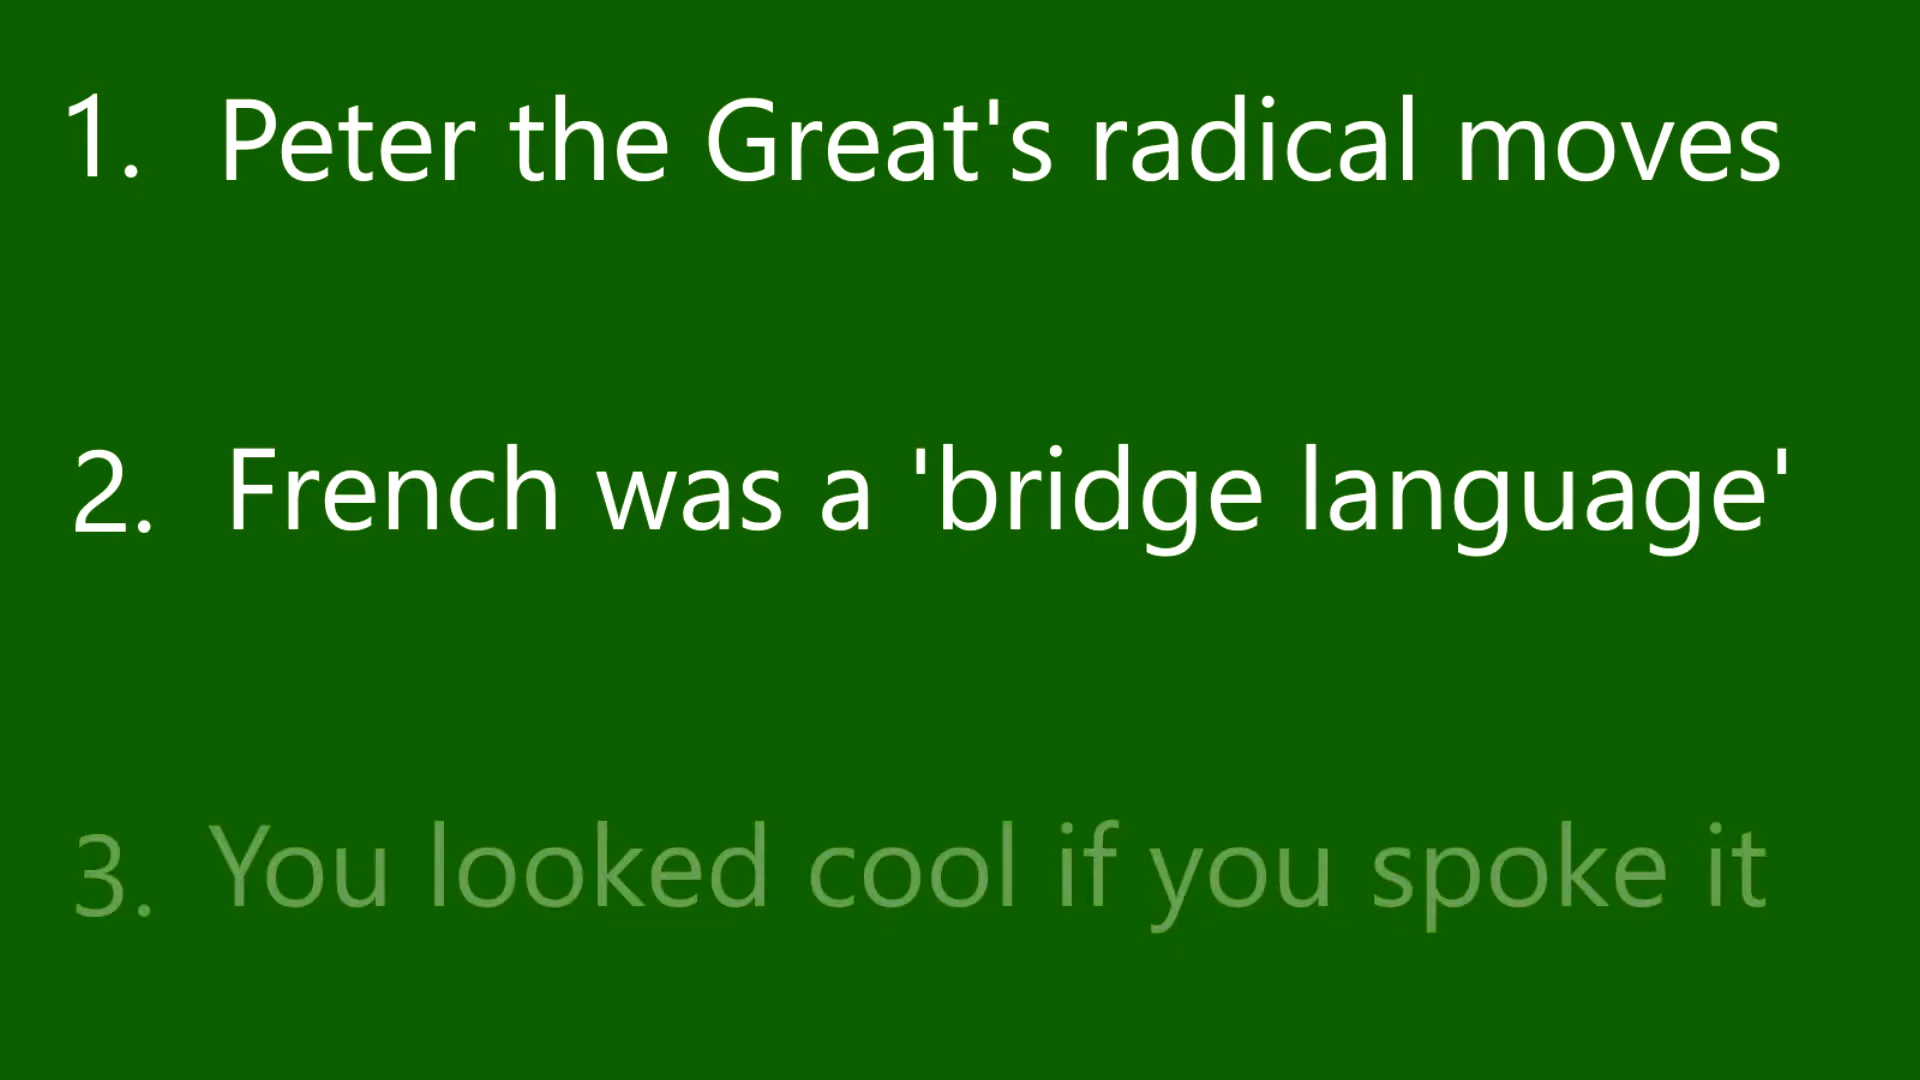 1. Peter the Great's radical moves
2. French was a 'bridge language'
3. You looked cool if you spoke it